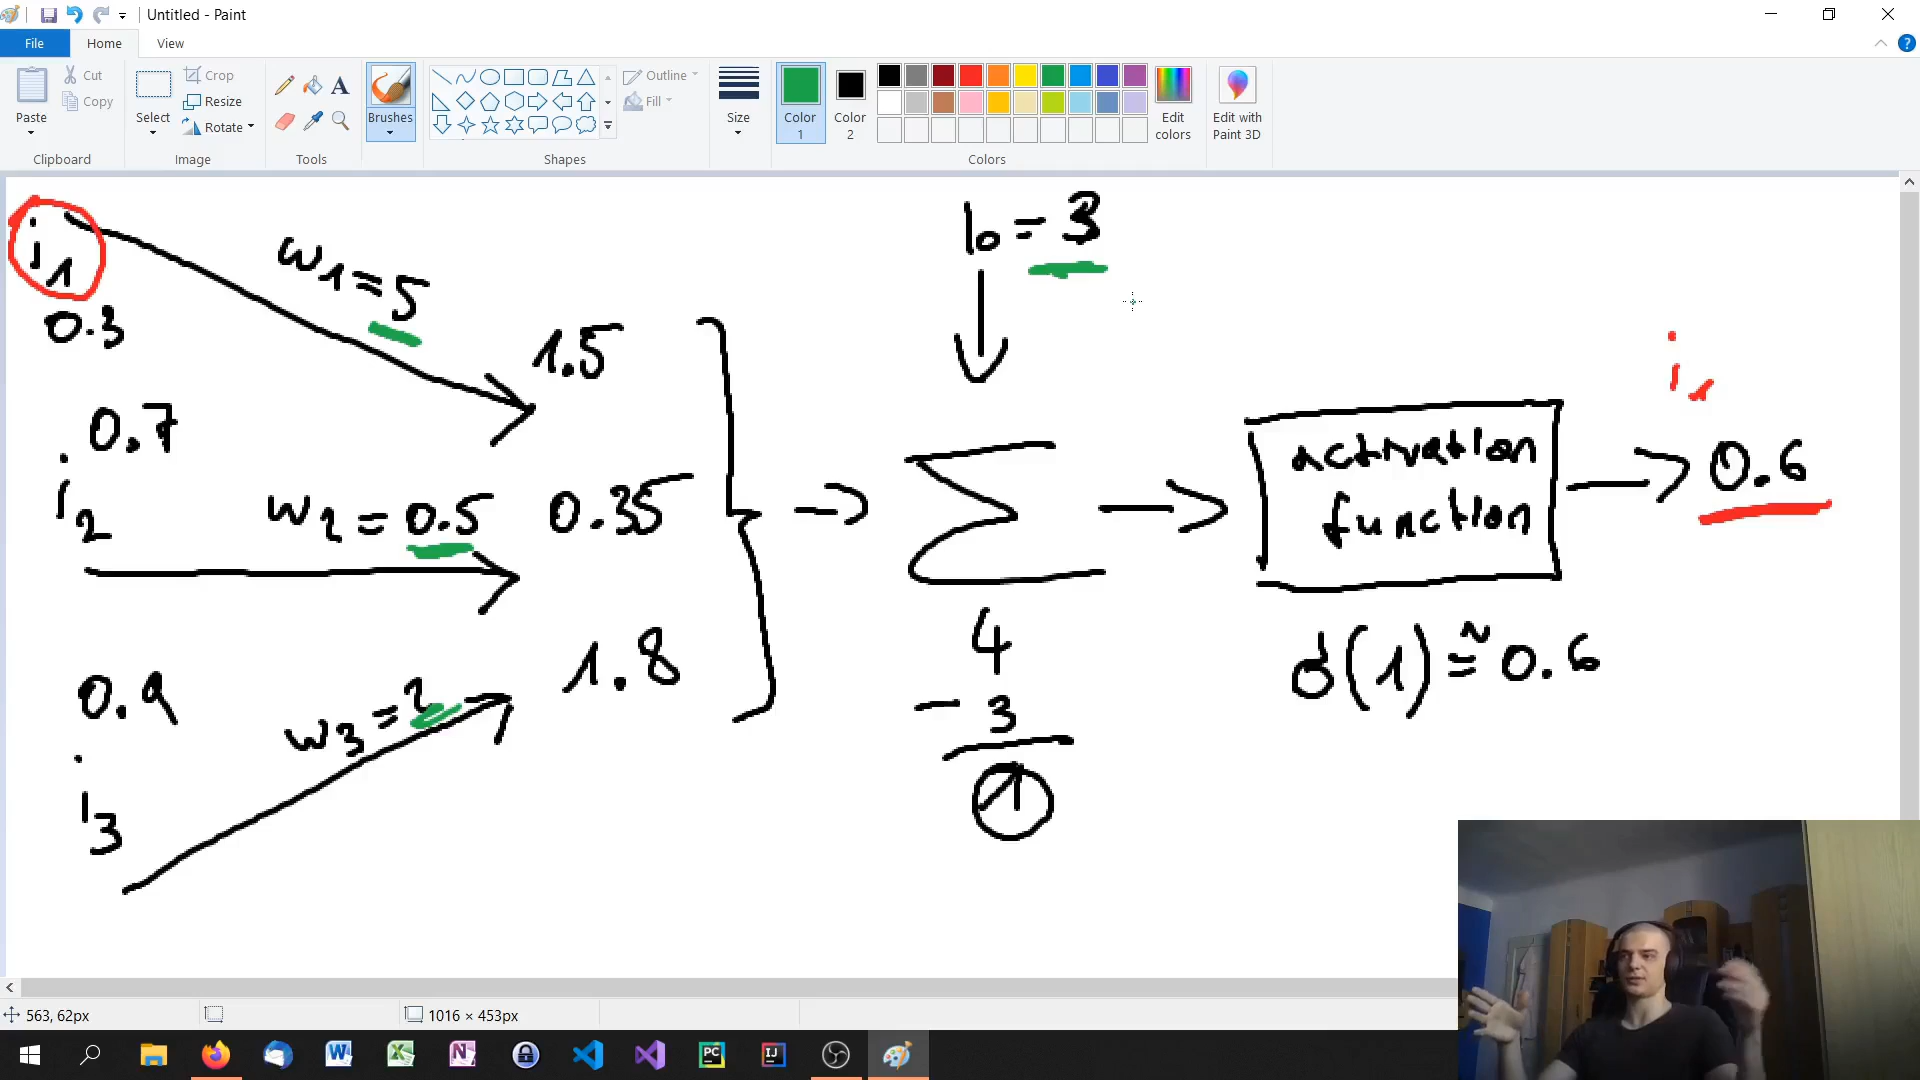 Untitled - Paint
File
Home
View
Paste
Cut
Copy
Clipboard
Select
Crop
Resize
Rotate
Image
Tools
Brushes
Shapes
Outline
Fill
Size
Color 1
Color 2
Colors
Edit colors
Edit with Paint 3D
i1
0.3
w1=5
1.5
b=3
0.7
i2
w2=0.5
0.35
0.9
i3
w3=2
1.8
Σ
4
-3
1
activation
function
σ(1)≅0.6
i1
0.6
563, 62px
1016 × 453px